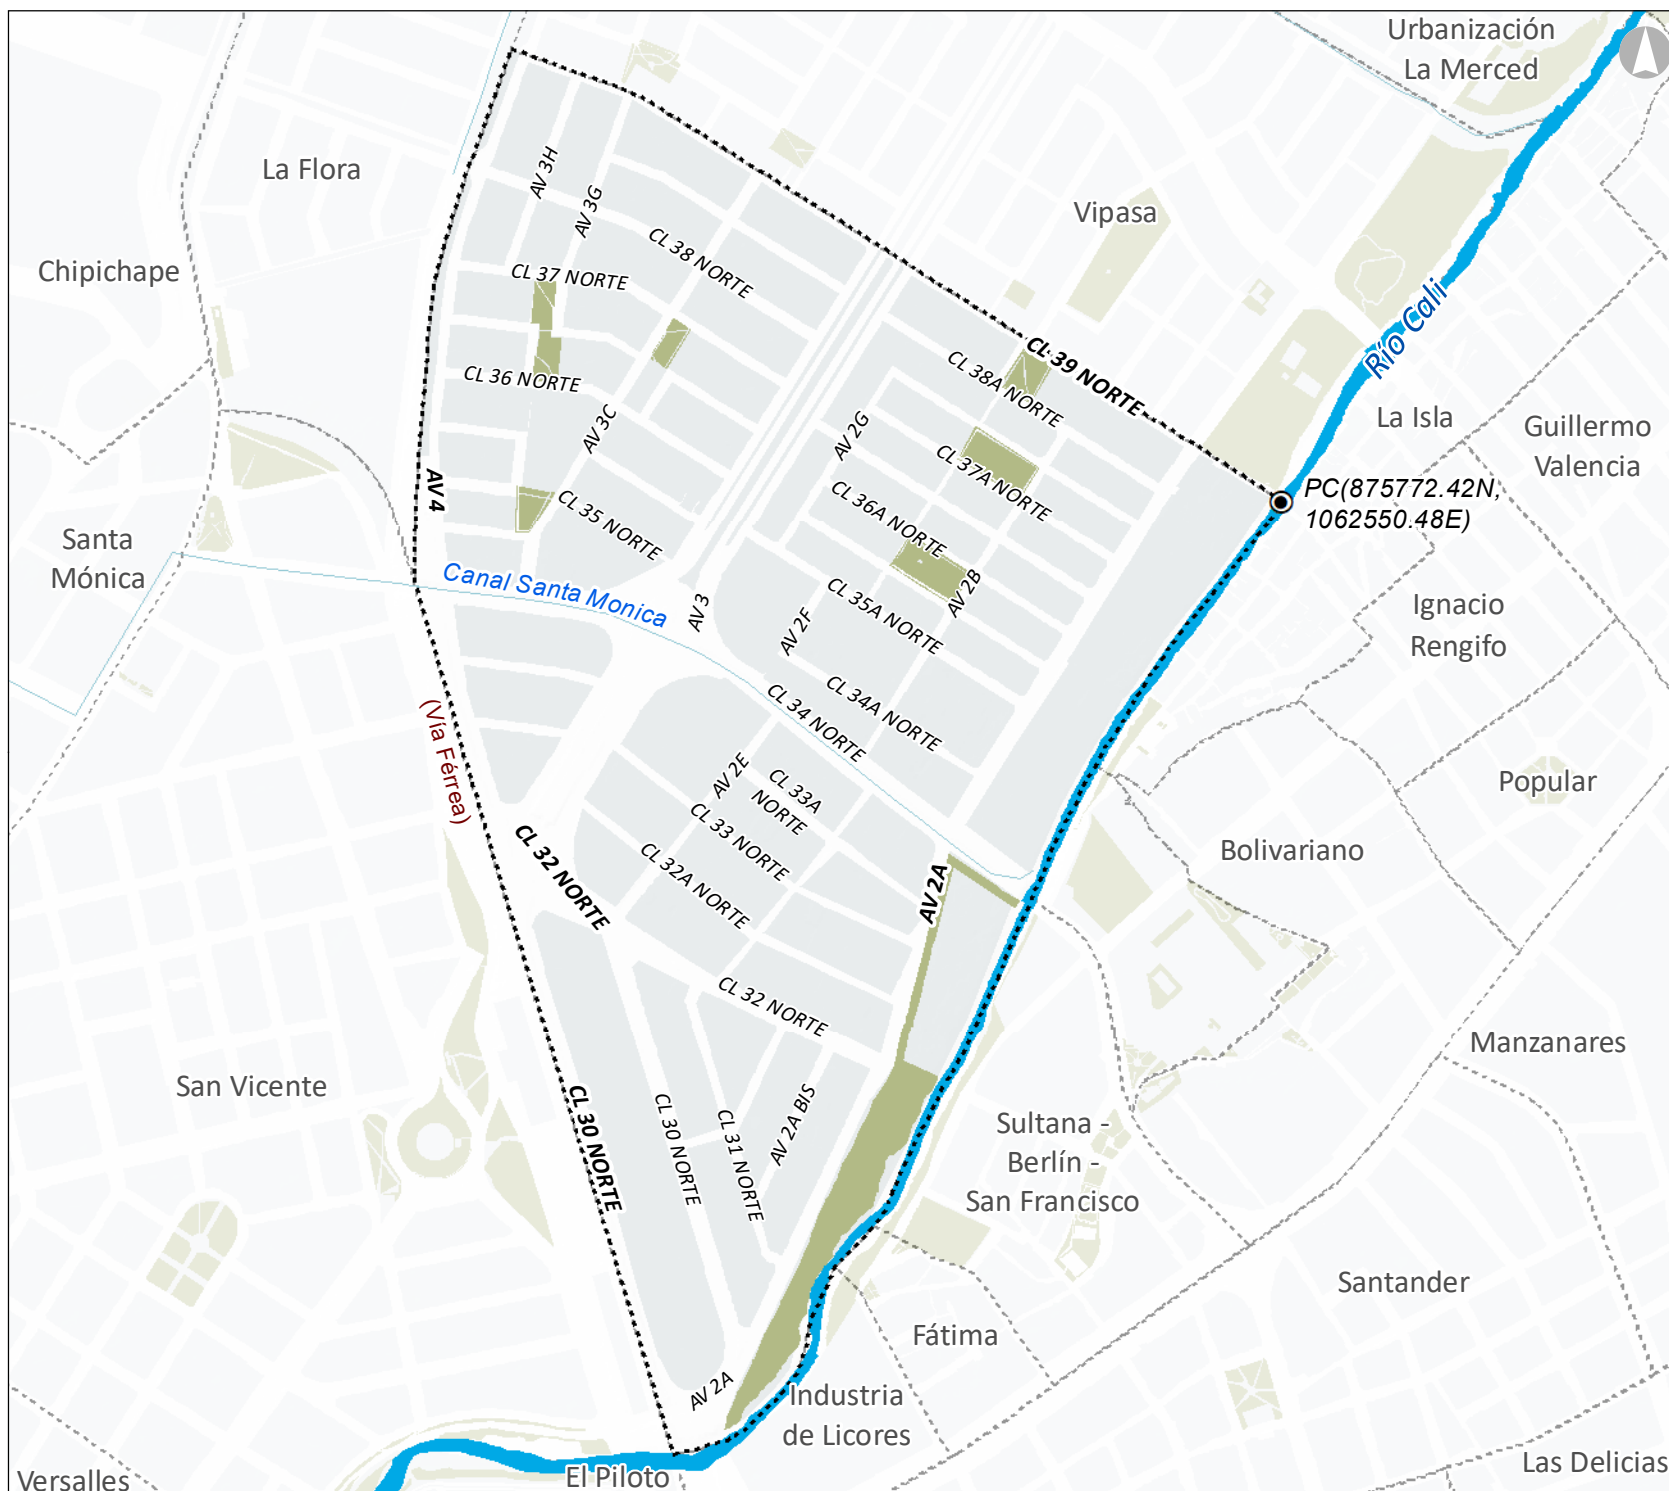 Urbanización
La Merced
La Flora
Vipasa
Chipichape
AV 3H
AV 3G
CL 38 NORTE
CL 37 NORTE
Río Cali
CL 39 NORTE
CL 38A NORTE
CL 36 NORTE
AV 3C
AV 2G
La Isla
Guillermo
Valencia
AV 4
CL 37A NORTE
CL 36A NORTE
PC(875772.42N,
1062550.48E)
CL 35 NORTE
Santa
Mónica
Canal Santa Monica
AV 3
AV 2F
CL 35A NORTE
AV 2B
Ignacio
Rengifo
CL 34A NORTE
CL 34 NORTE
(Vía Férrea)
AV 2E
CL 33A
NORTE
Popular
CL 33 NORTE
CL 32 NORTE
CL 32A NORTE
AV 2A
Bolivariano
CL 32 NORTE
Manzanares
San Vicente
CL 30 NORTE
CL 30 NORTE
CL 31 NORTE
AV 2A BIS
Sultana -
Berlín -
San Francisco
Santander
Fátima
AV 2A
Industria
de Licores
Las Delicias
El Piloto
Versalles